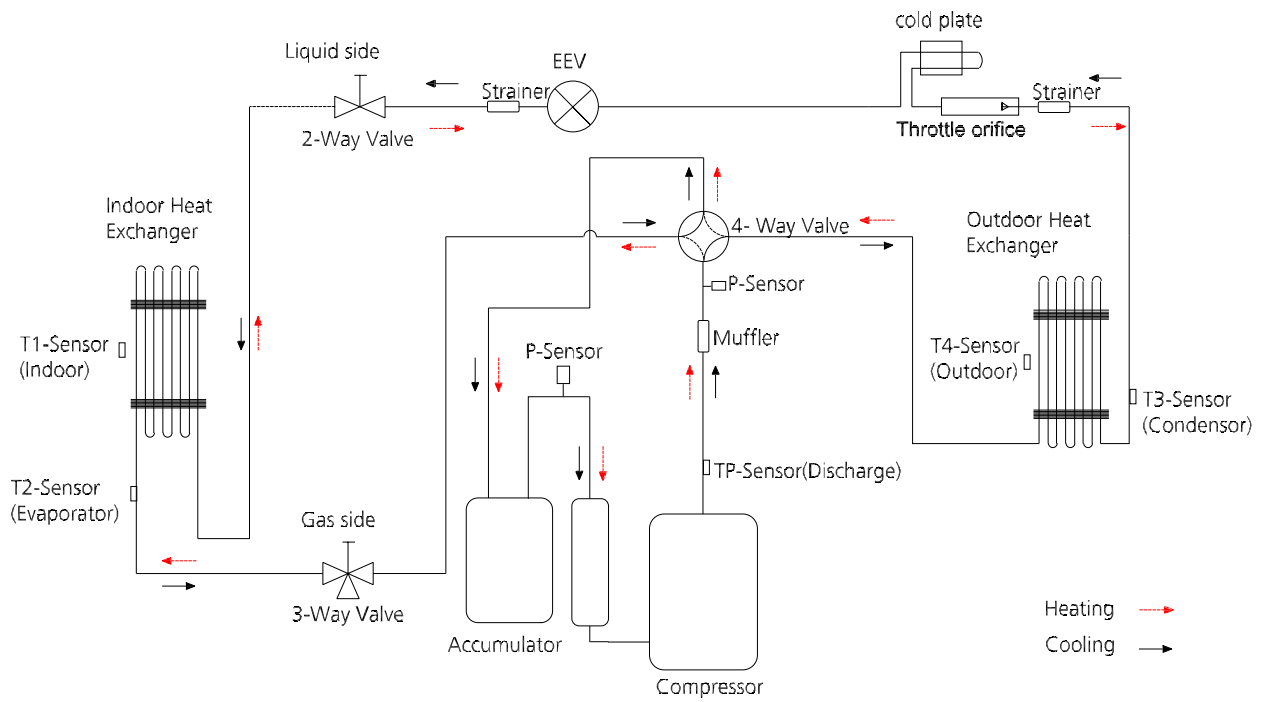 cold plate
Liquid side
EEV
Strainer
Strainer
2-Way Valve
Throttle orifice
Indoor Heat
Exchanger
4- Way Valve
Outdoor Heat
Exchanger
P-Sensor
Muffler
T1-Sensor
(Indoor)
P-Sensor
T4-Sensor
(Outdoor)
T3-Sensor
(Condensor)
TP-Sensor(Discharge)
T2-Sensor
(Evaporator)
Gas side
3-Way Valve
Accumulator
Compressor
Heating
Cooling